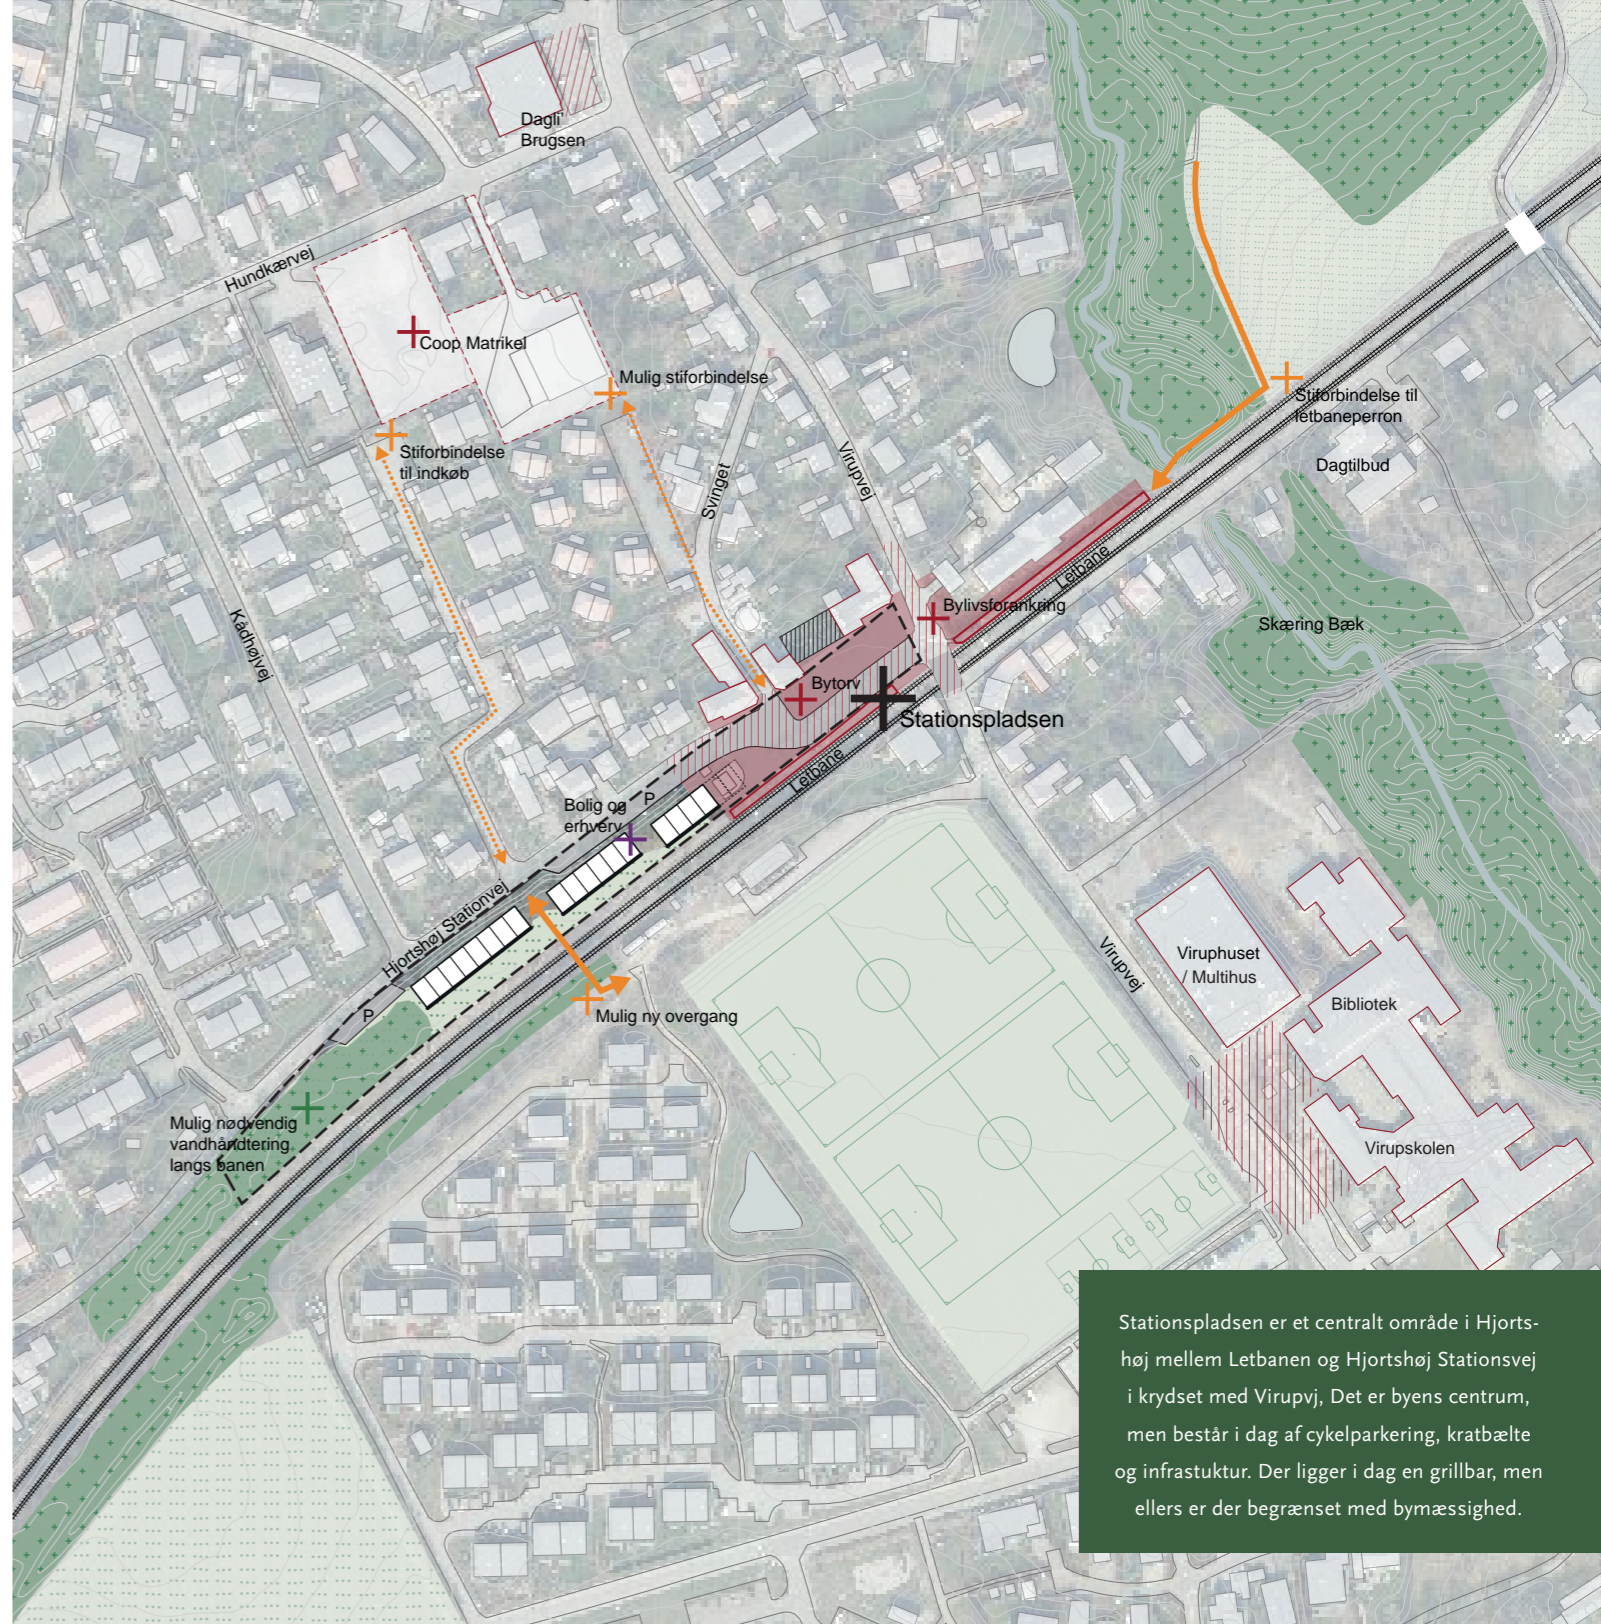 Dagli'
Brugsen
Hundkærvej
Coop Matrikel
Mulig stiforbindelse
Stiforbindelse til
letbaneperron
Stiforbindelse
til indkøb
Virupvej
Svinget
Dagtilbud
Letbane
Bylivsforankring
Kådhøjvej
Skæring Bæk
Bytorv
Stationspladsen
Letbane
P
Bolig og
erhverv
Hjortshøj Stationvej
P
Mulig ny overgang
Virupvej
Viruphuset
/ Multihus
Bibliotek
Virupskolen
Mulig nødvendig
vandhåndtering
langs banen
Stationspladsen er et centralt område i Hjorts-
høj mellem Letbanen og Hjortshøj Stationsvej
i krydset med Virupvj, Det er byens centrum,
men består i dag af cykelparkering, kratbælte
og infrastuktur. Der ligger i dag en grillbar, men
ellers er der begrænset med bymæssighed.